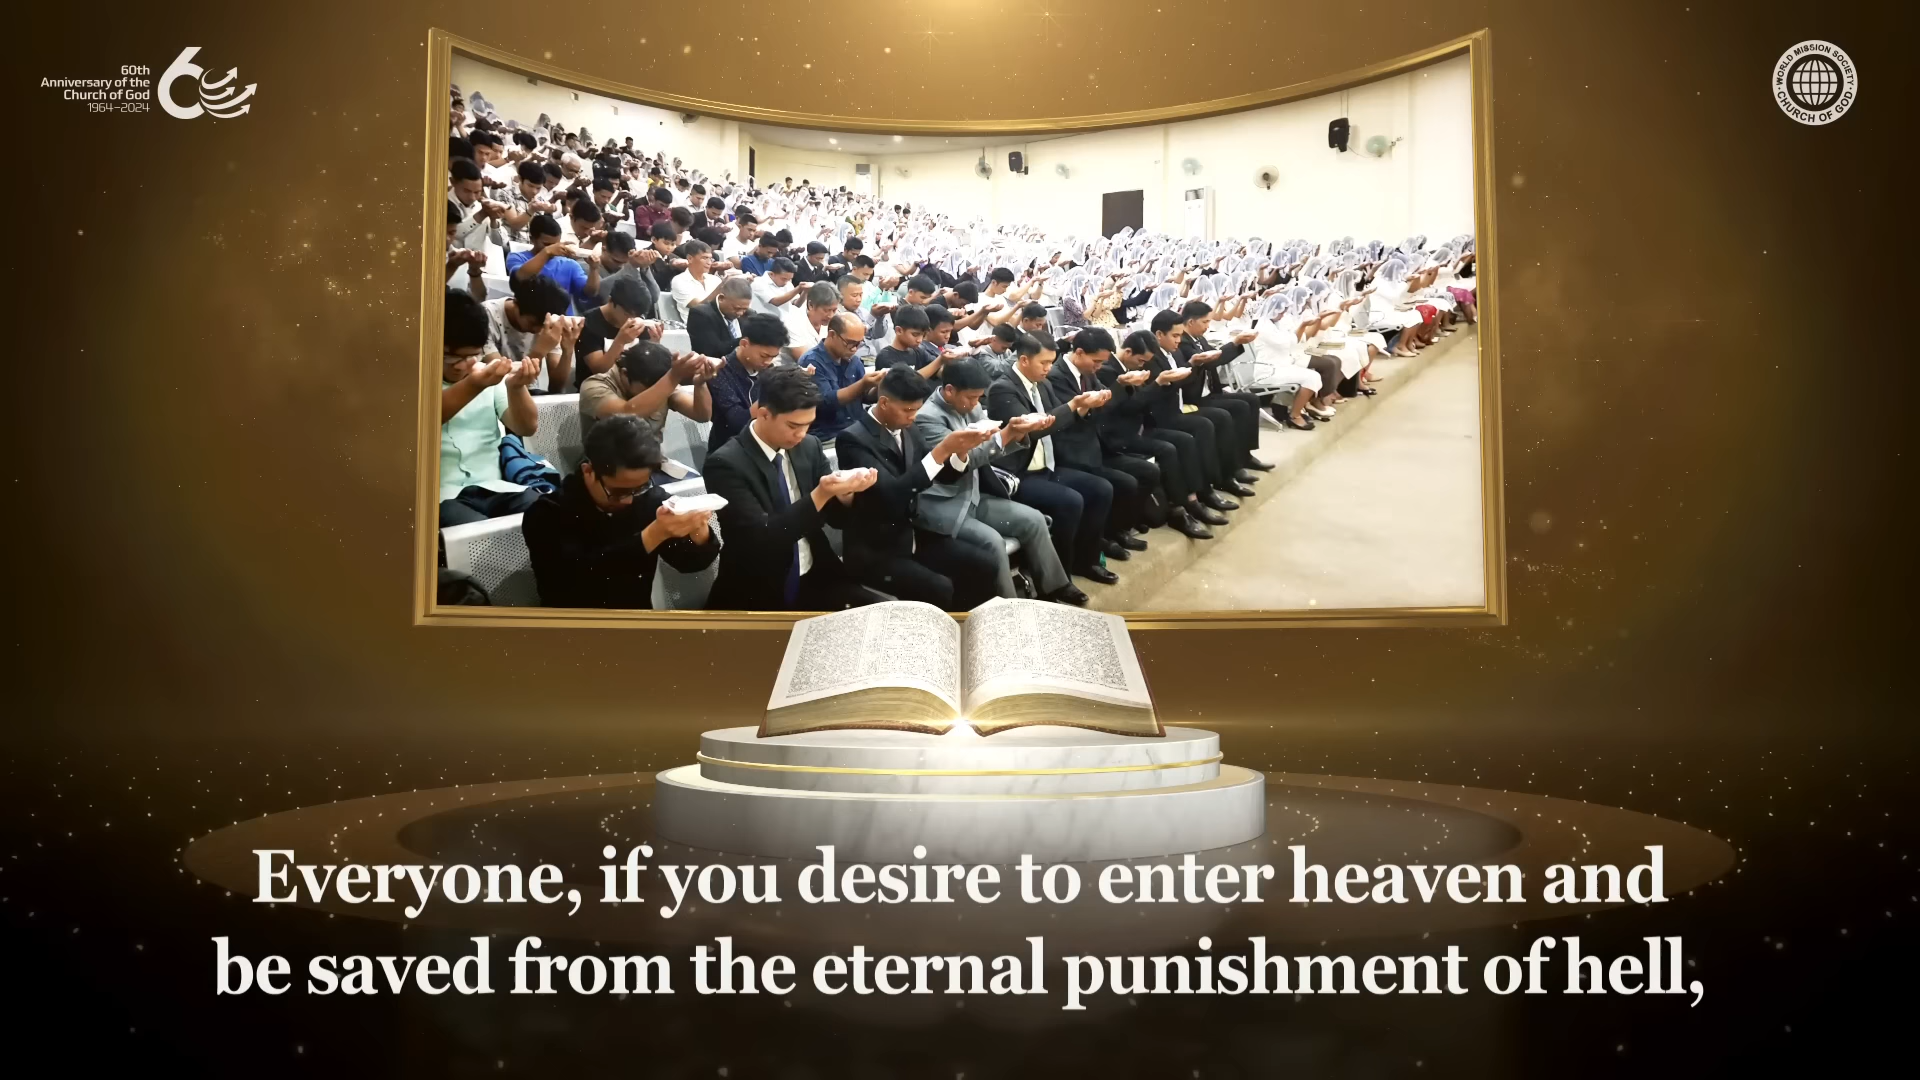 60th
Anniversary of the
Church of God
1964–2024
60
WORLD MISSION SOCIETY
CHURCH OF GOD
Everyone, if you desire to enter heaven and
be saved from the eternal punishment of hell,